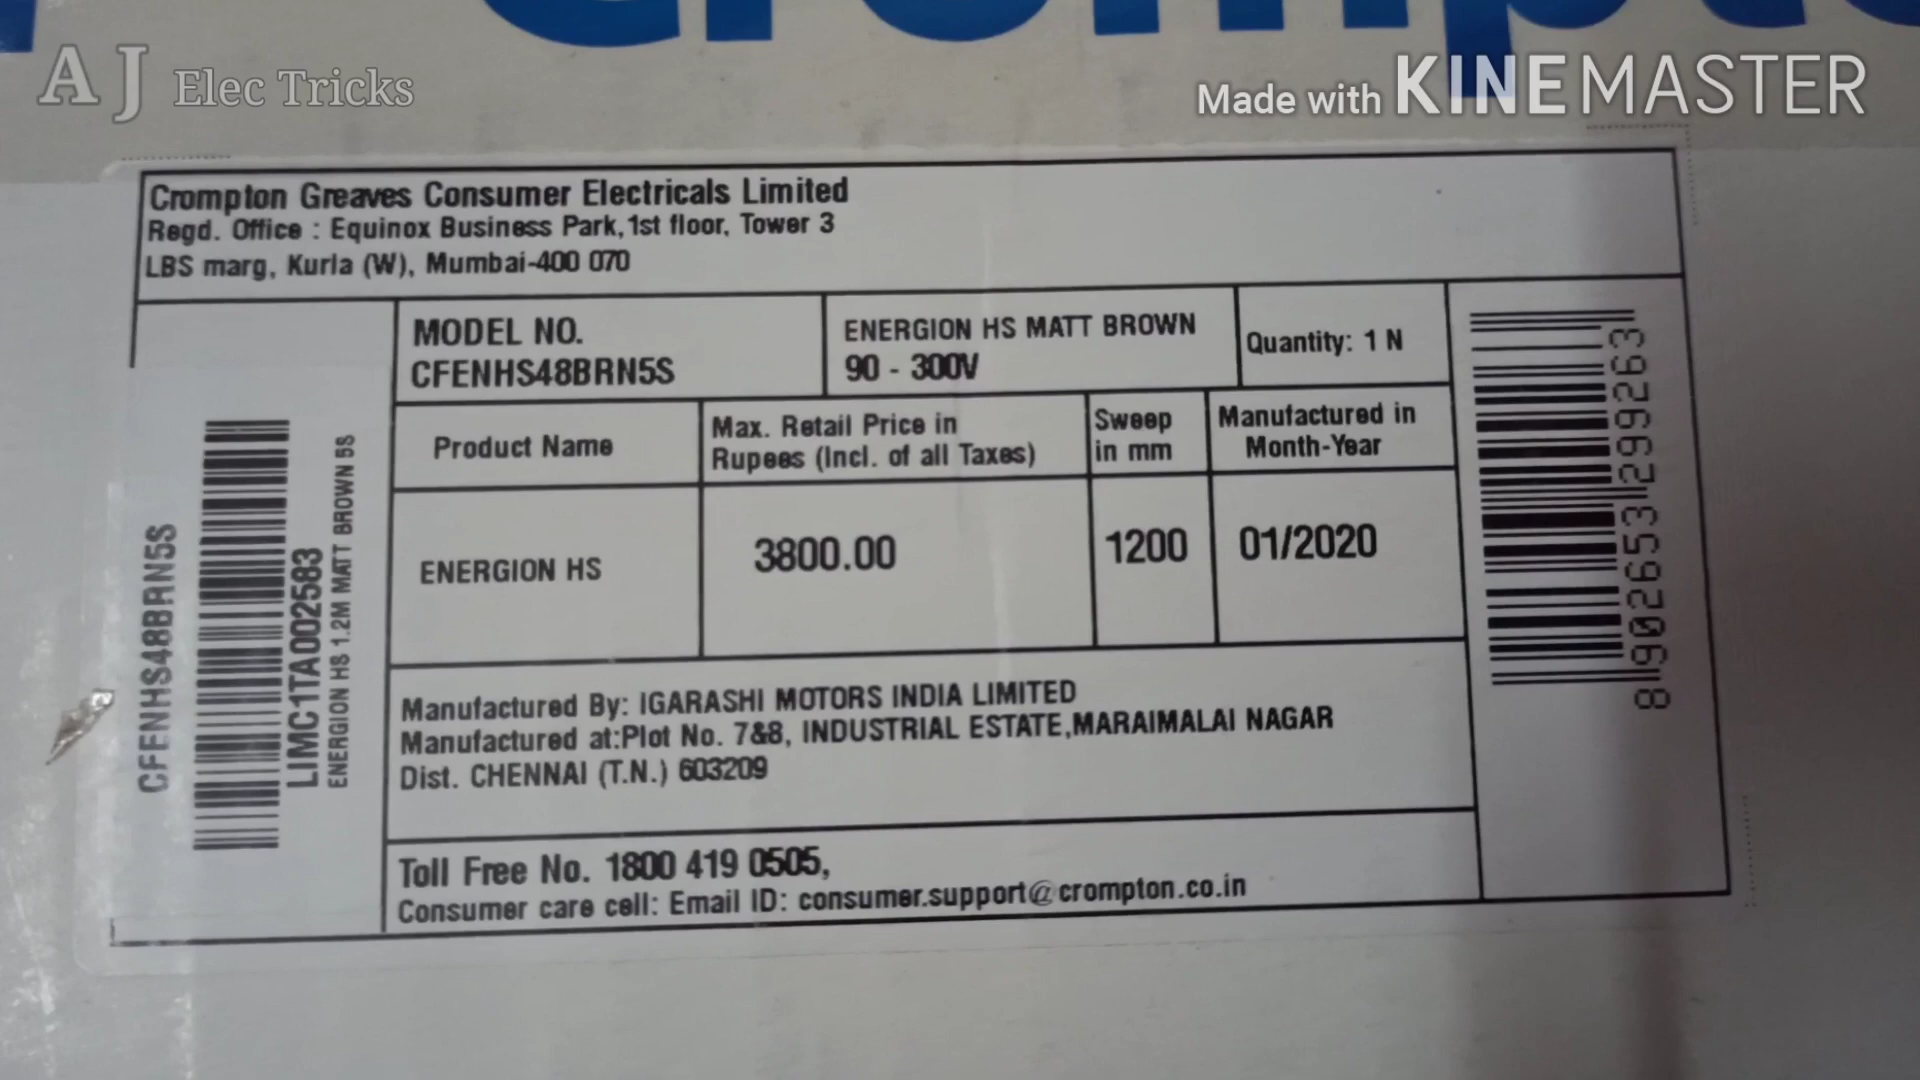 Crompto
A J Elec Tricks
Made with KINEMASTER
Crompton Greaves Consumer Electricals Limited
Regd. Office : Equinox Business Park, 1st floor, Tower 3
LBS marg, Kurla (W), Mumbai-400 070
MODEL NO.
CFENHS48BRN5S
ENERGION HS MATT BROWN
90 - 300V
Quantity: 1 N
Product Name
Max. Retail Price in
Rupees (Incl. of all Taxes)
Sweep
in mm
Manufactured in
Month-Year
ENERGION HS
3800.00
1200
01/2020
Manufactured By: IGARASHI MOTORS INDIA LIMITED
Manufactured at:Plot No. 7&8, INDUSTRIAL ESTATE,MARAIMALAI NAGAR
Dist. CHENNAI (T.N.) 603209
Toll Free No. 1800 419 0505,
Consumer care cell: Email ID: consumer.support@crompton.co.in
CFENHS48BRN5S
LIMC1TA002583
ENERGION HS 1.2M MATT BROWN 5S
8902653299263